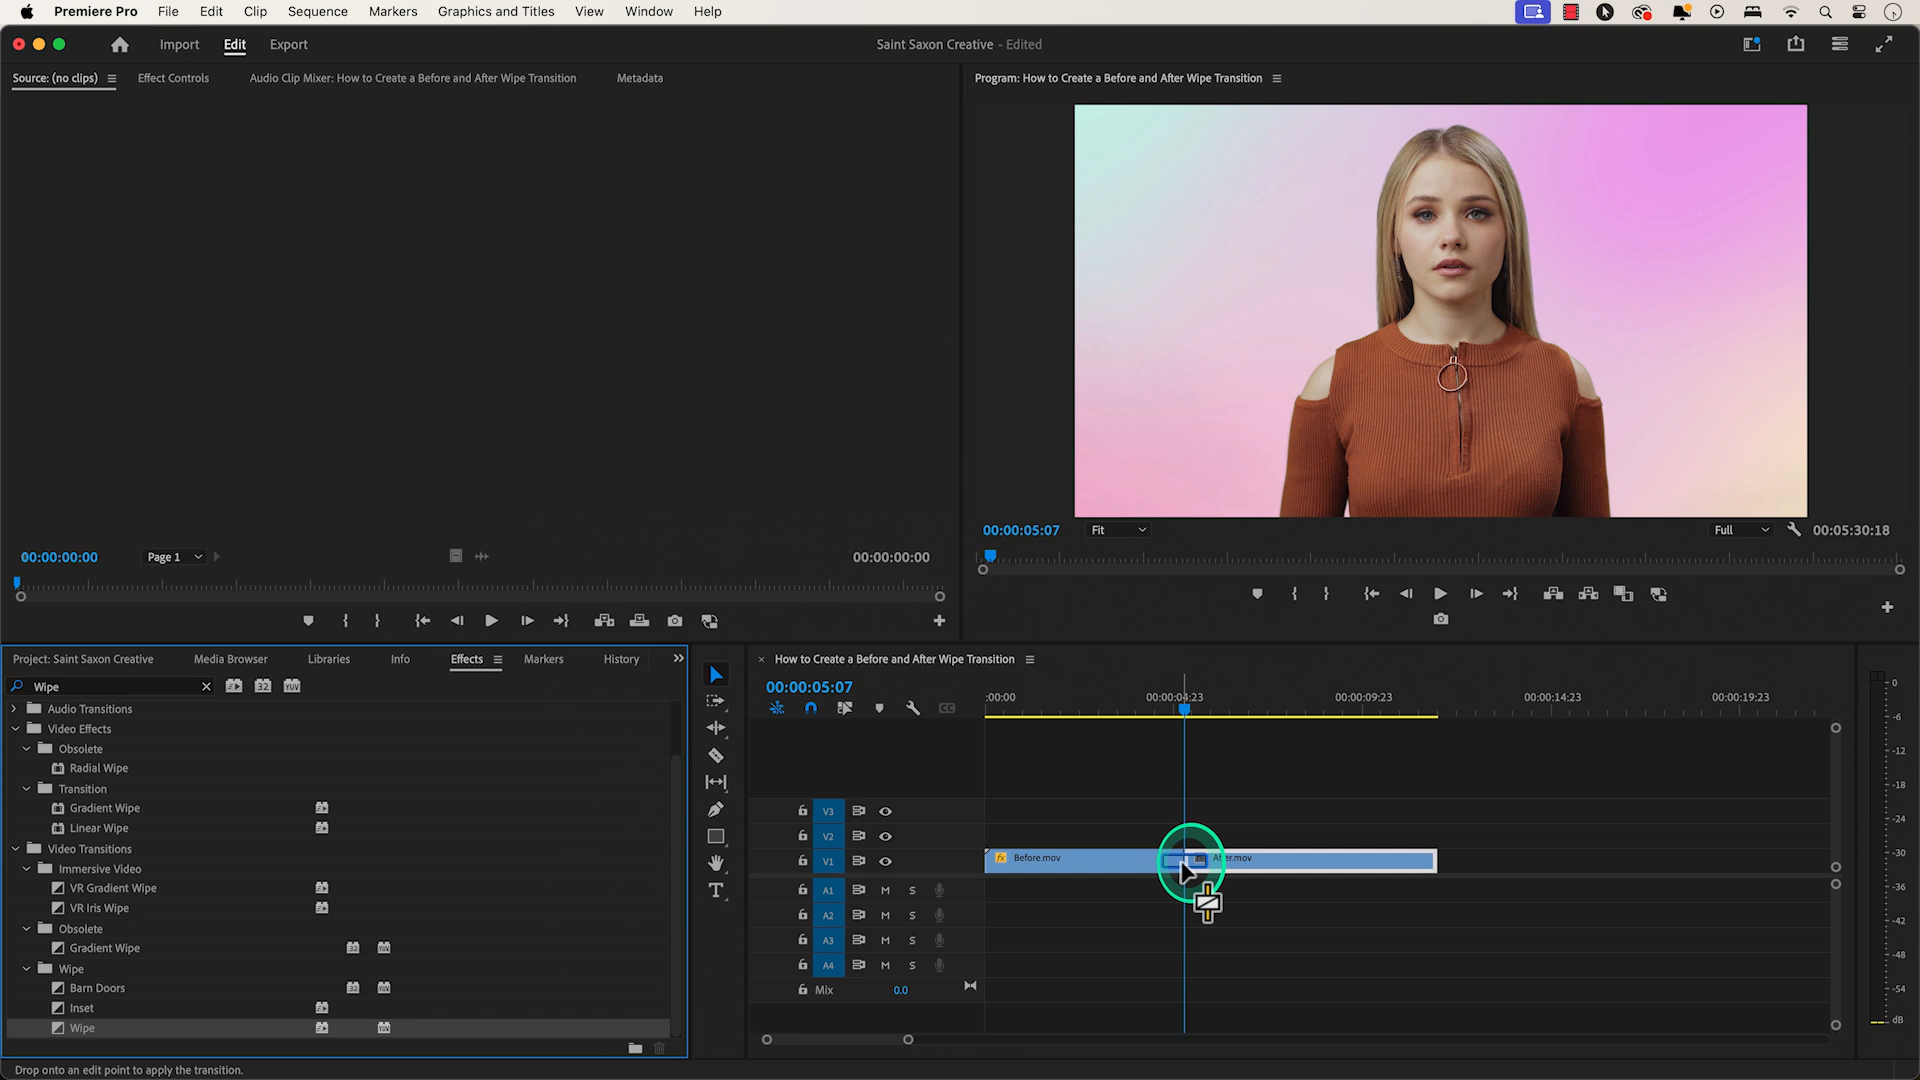 Premiere Pro File Edit Clip Sequence Markers Graphics and Titles View Window Help
Import Edit Export Saint Saxon Creative - Edited
Source: (no clips) Effect Controls Audio Clip Mixer: How to Create a Before and After Wipe Transition Metadata
Program: How to Create a Before and After Wipe Transition
00:00:05:07 Fit Full 00:05:30:18
00:00:00:00 Page 1 00:00:00:00
Project: Saint Saxon Creative Media Browser Libraries Info Effects Markers History
Wipe 32 YUV
Audio Transitions
Video Effects
Obsolete
Radial Wipe
Transition
Gradient Wipe
Linear Wipe
Video Transitions
Immersive Video
VR Gradient Wipe
VR Iris Wipe
Obsolete
Gradient Wipe 32 YUV
Wipe
Barn Doors 32 YUV
Inset
Wipe YUV
How to Create a Before and After Wipe Transition
00:00:05:07
:00:00 00:00:04:23 00:00:09:23 00:00:14:23 00:00:19:23
CC
V3
V2
V1 fx Before.mov After.mov
A1 M S
A2 M S
A3 M S
A4 M S
Mix 0.0
0
-6
-12
-18
-24
-30
-36
-42
-48
-54
dB
Drop onto an edit point to apply the transition.